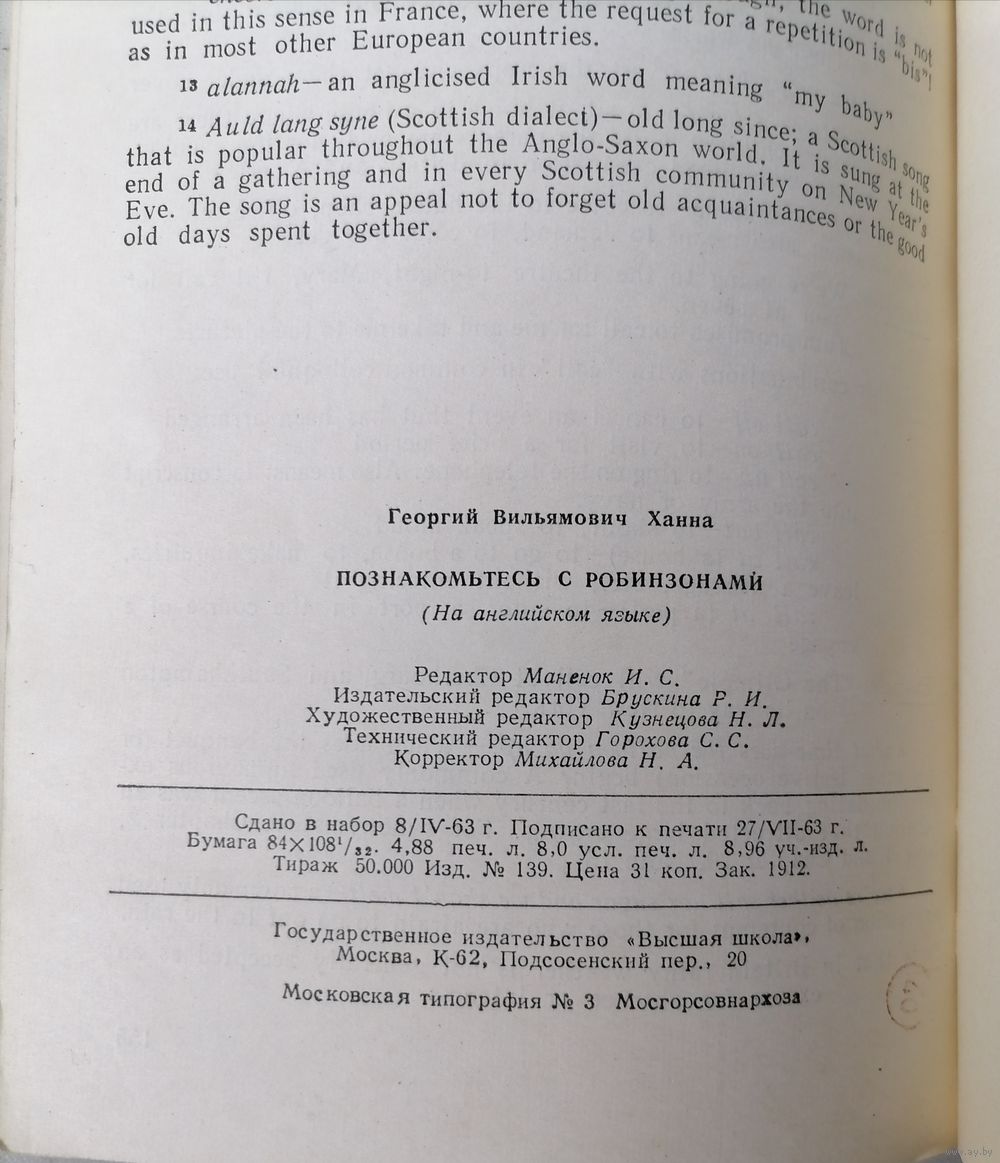 used in this sense in France, where the request for a repetition is "bis"!
as in most other European countries.
¹³ alannah—an anglicised Irish word meaning "my baby"
¹⁴ Auld lang syne (Scottish dialect)—old long since; a Scottish song
that is popular throughout the Anglo-Saxon world. It is sung at the
end of a gathering and in every Scottish community on New Year's
Eve. The song is an appeal not to forget old acquaintances or the good
old days spent together.
Георгий Вильямович Ханна
ПОЗНАКОМЬТЕСЬ С РОБИНЗОНАМИ
(На английском языке)
Редактор Маненок И. С.
Издательский редактор Брускина Р. И.
Художественный редактор Кузнецова Н. Л.
Технический редактор Горохова С. С.
Корректор Михайлова Н. А.
Сдано в набор 8/IV-63 г. Подписано к печати 27/VII-63 г.
Бумага 84×108¹/₃₂. 4,88 печ. л. 8,0 усл. печ. л. 8,96 уч.-изд. л.
Тираж 50.000 Изд. № 139. Цена 31 коп. Зак. 1912.
Государственное издательство «Высшая школа»,
Москва, К-62, Подсосенский пер., 20
Московская типография № 3 Мосгорсовнархоза
www.ay.by